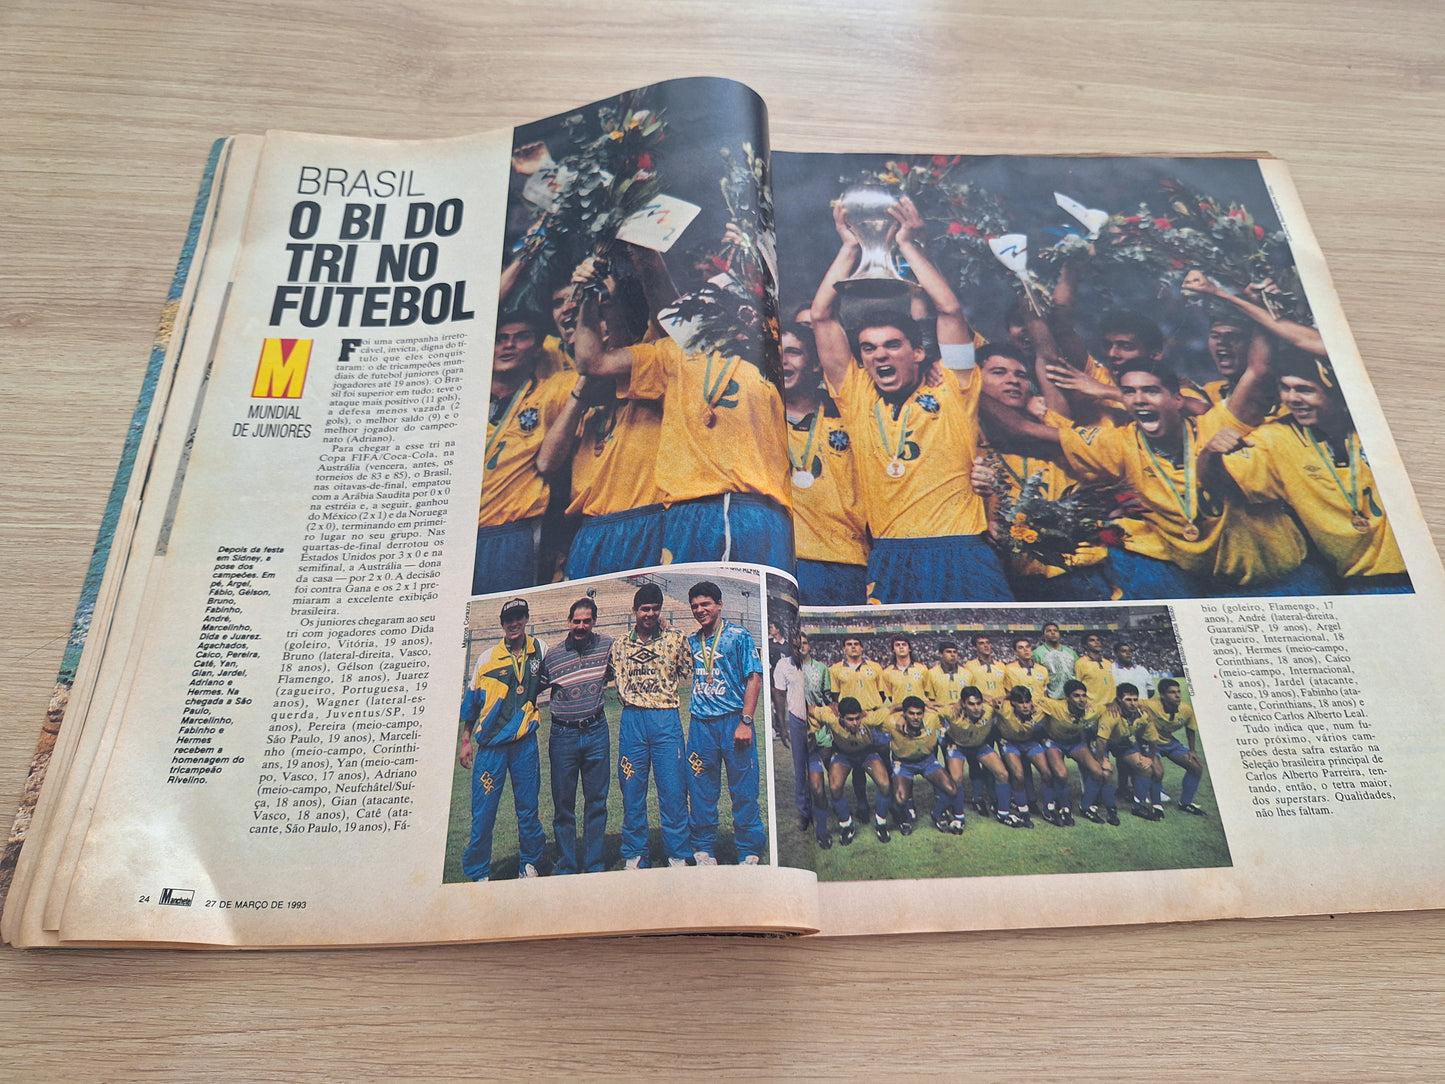 BRASIL
O BI DO
TRI NO
FUTEBOL
M
MUNDIAL
DE JUNIORES
Foi uma campanha irreto-
cável, invicta, digna do tí-
tulo que eles conquis-
taram: o de tricampeões mun-
diais de futebol juniores (para
jogadores até 19 anos). O Bra-
sil foi superior em tudo: teve o
ataque mais positivo (11 gols),
a defesa menos vazada (2
gols), o melhor saldo (9) e o
melhor jogador do campeo-
nato (Adriano).
Para chegar a esse tri na
Copa FIFA/Coca-Cola, na
Austrália (vencera, antes, os
torneios de 83 e 85), o Brasil,
nas oitavas-de-final, empatou
com a Arábia Saudita por 0 x 0
na estréia e, a seguir, ganhou
do México (2 x 1) e da Noruega
(2 x 0), terminando em primei-
ro lugar no seu grupo. Nas
quartas-de-final derrotou os
Estados Unidos por 3 x 0 e na
semifinal, a Austrália — dona
da casa — por 2 x 0. A decisão
foi contra Gana e os 2 x 1 pre-
miaram a excelente exibição
brasileira.
Os juniores chegaram ao seu
tri com jogadores como Dida
(goleiro, Vitória, 19 anos),
Bruno (lateral-direita, Vasco,
18 anos), Gélson (zagueiro,
Flamengo, 18 anos), Juarez
(zagueiro, Portuguesa, 19
anos), Wagner (lateral-es-
querda, Juventus/SP, 19
anos), Pereira (meio-campo,
São Paulo, 19 anos), Marceli-
nho (meio-campo, Corinthi-
ans, 19 anos), Yan (meio-cam-
po, Vasco, 17 anos), Adriano
(meio-campo, Neufchâtel/Suí-
ça, 18 anos), Gian (atacante,
Vasco, 18 anos), Catê (ata-
cante, São Paulo, 19 anos), Fá-
Depois da festa
em Sidney, a
pose dos
campeões. Em
pé, Argel,
Fábio, Gélson,
Bruno,
Fabinho,
André,
Marcelinho,
Dida e Juarez.
Agachados,
Caico, Pereira,
Catê, Yan,
Gian, Jardel,
Adriano e
Hermes. Na
chegada a São
Paulo,
Marcelinho,
Fabinho e
Hermes
recebem a
homenagem do
tricampeão
Rivelino.
Marco Cerezza
2
5
umbro
Coca-Cola
umbro
Coca-Cola
CBF
CBF
CBF
bio (goleiro, Flamengo, 17
anos), André (lateral-direita,
Guarani/SP, 19 anos), Argel
(zagueiro, Internacional, 18
anos), Hermes (meio-campo,
Corinthians, 18 anos), Caico
(meio-campo, Internacional,
18 anos), Jardel (atacante,
Vasco, 19 anos), Fabinho (ata-
cante, Corinthians, 18 anos) e
o técnico Carlos Alberto Leal.
Tudo indica que, num fu-
turo próximo, vários cam-
peões desta safra estarão na
Seleção brasileira principal de
Carlos Alberto Parreira, ten-
tando, então, o tetra maior,
dos superstars. Qualidades,
não lhes faltam.
24 Manchete 27 DE MARÇO DE 1993